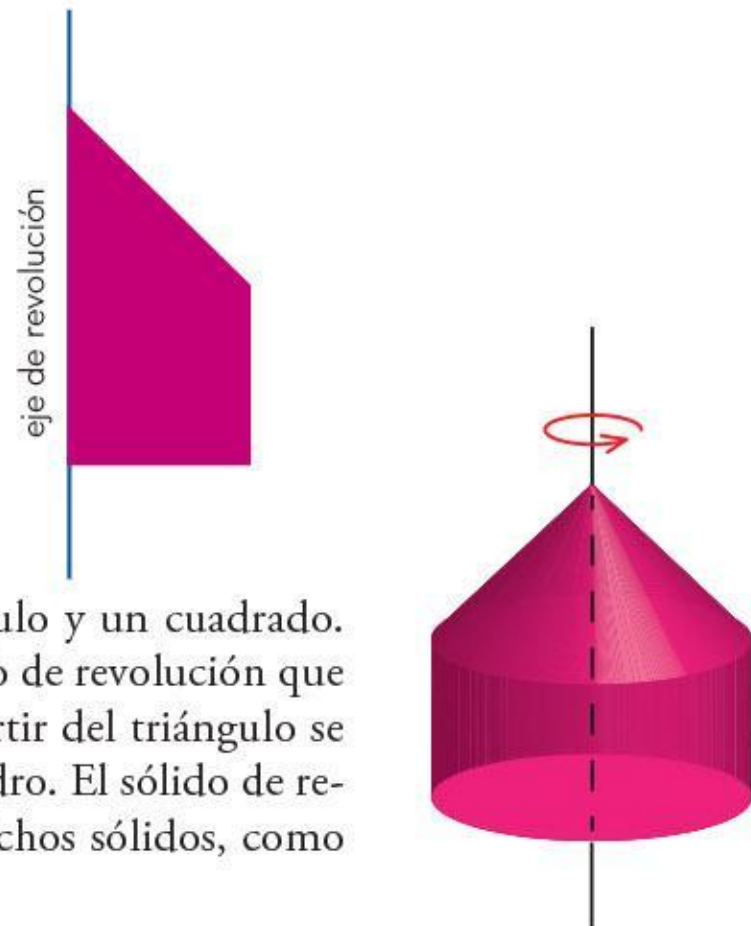 eje de revolución
ulo y un cuadrado.
o de revolución que
rtir del triángulo se
dro. El sólido de re-
chos sólidos, como